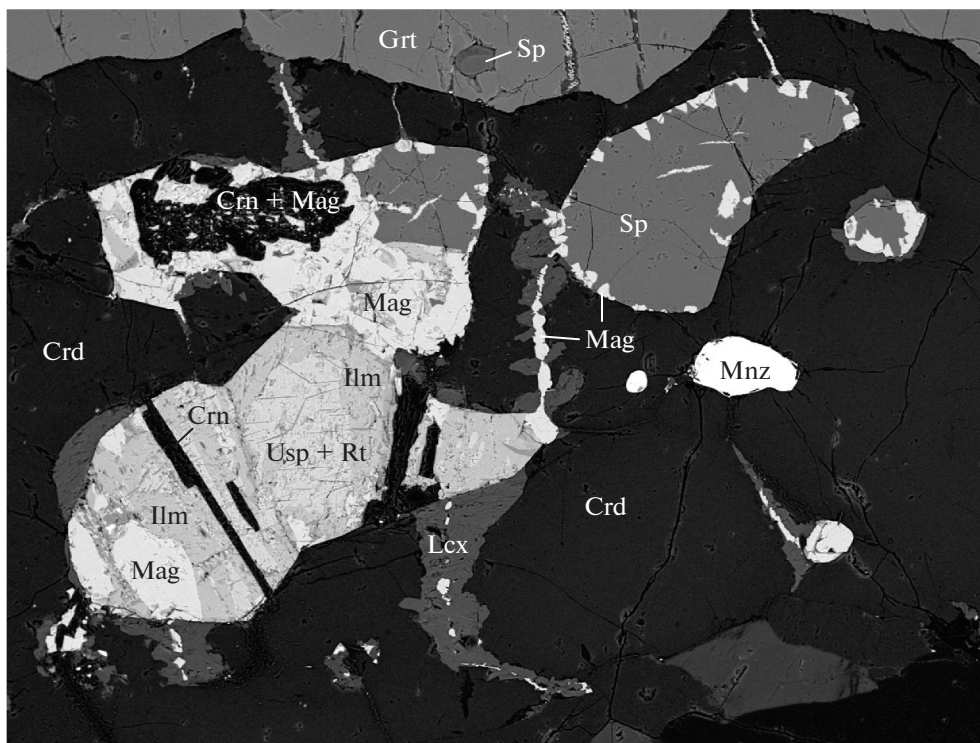 Grt
Sp
Crn + Mag
Sp
Mag
Mag
Crd
Ilm
Mnz
Crn
Usp + Rt
Ilm
Crd
Lcx
Mag